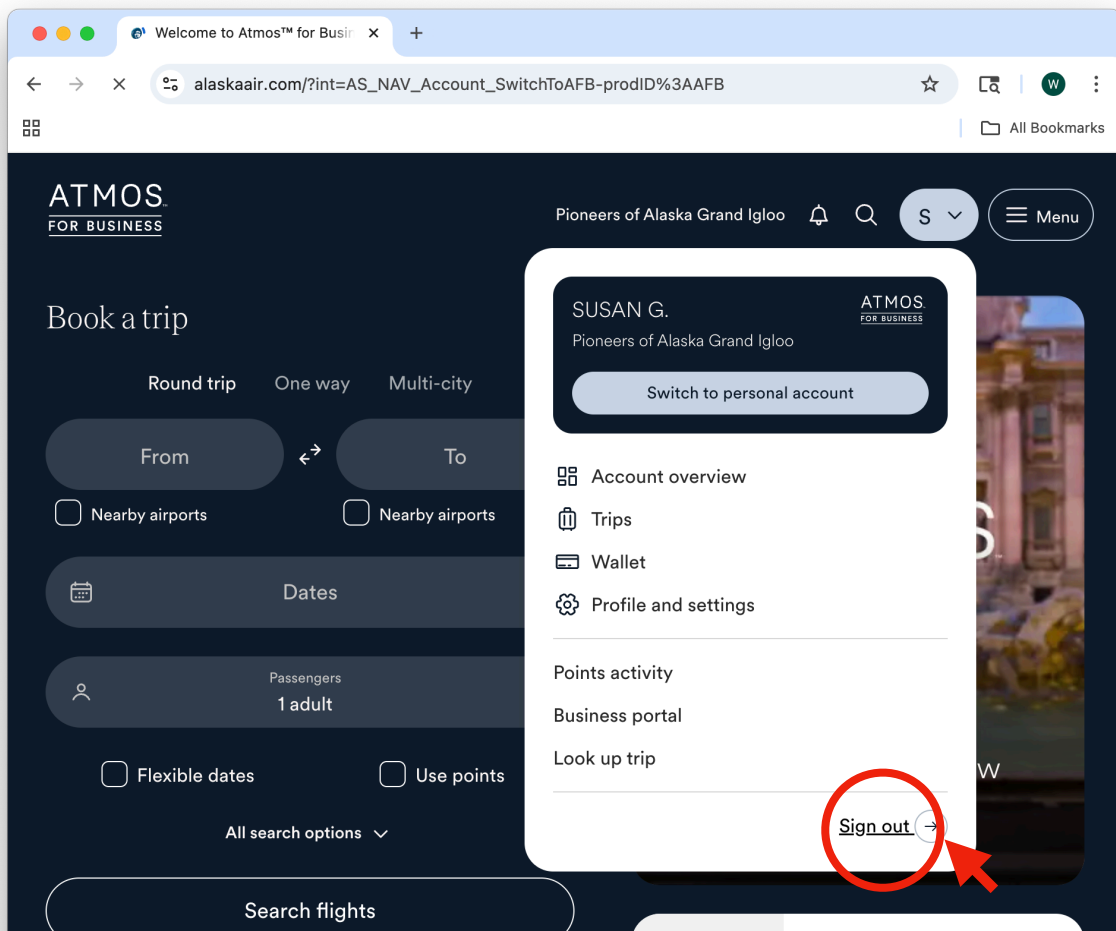 Welcome to Atmos™ for Busin
alaskaair.com/?int=AS_NAV_Account_SwitchToAFB-prodID%3AAFB
W
All Bookmarks
ATMOS™
FOR BUSINESS
Pioneers of Alaska Grand Igloo
S
Menu
SUSAN G.
ATMOS™
FOR BUSINESS
Pioneers of Alaska Grand Igloo
Switch to personal account
Book a trip
Round trip One way Multi-city
From To
Nearby airports Nearby airports
Dates
Passengers
1 adult
Flexible dates Use points
All search options
Search flights
Account overview
Trips
Wallet
Profile and settings
Points activity
Business portal
Look up trip
Sign out
S
W